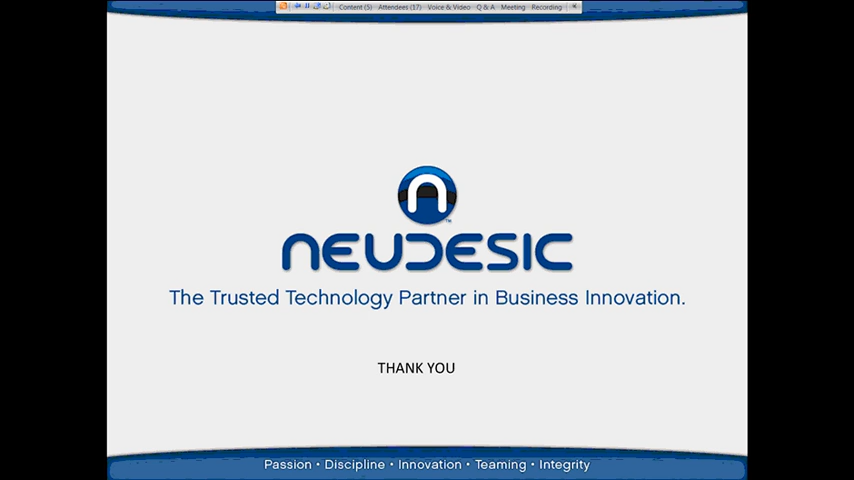 Content (5) Attendees (17) Voice & Video Q & A Meeting Recording
n
NEUDESIC
The Trusted Technology Partner in Business Innovation.
THANK YOU
Passion • Discipline • Innovation • Teaming • Integrity